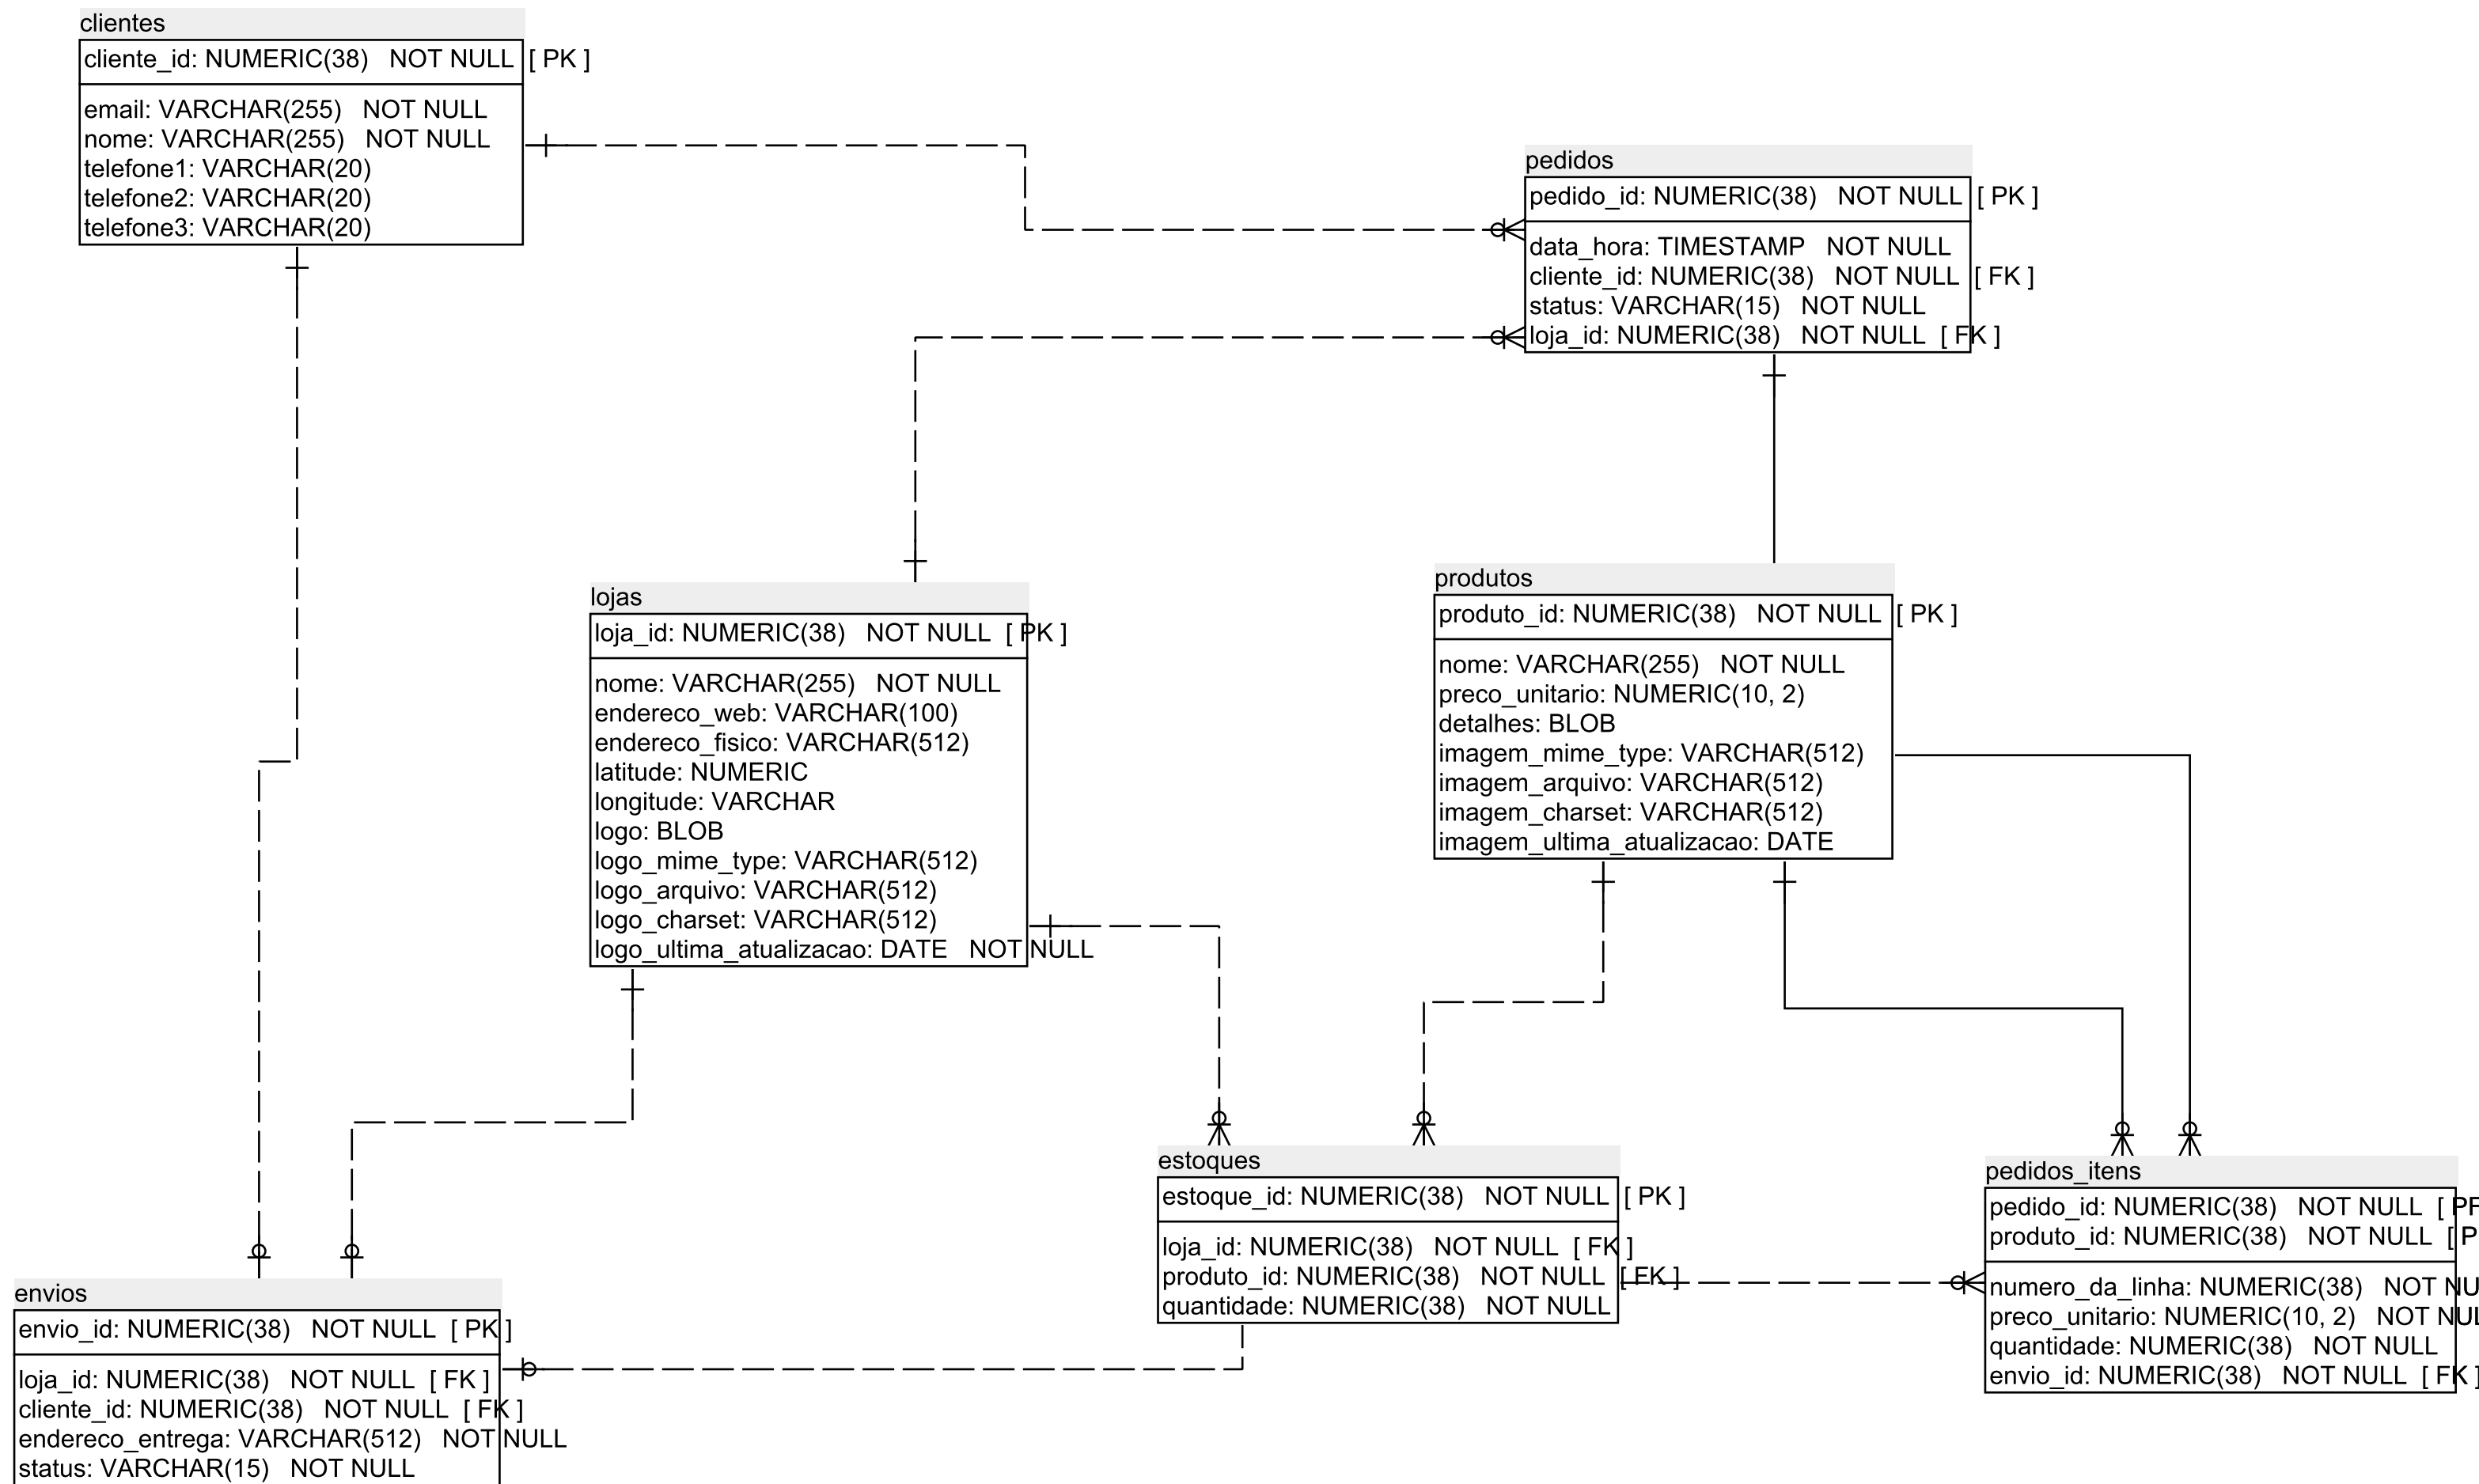 clientes
cliente_id: NUMERIC(38) NOT NULL [ PK ]
email: VARCHAR(255) NOT NULL
nome: VARCHAR(255) NOT NULL
telefone1: VARCHAR(20)
telefone2: VARCHAR(20)
telefone3: VARCHAR(20)
pedidos
pedido_id: NUMERIC(38) NOT NULL [ PK ]
data_hora: TIMESTAMP NOT NULL
cliente_id: NUMERIC(38) NOT NULL [ FK ]
status: VARCHAR(15) NOT NULL
loja_id: NUMERIC(38) NOT NULL [ FK ]
lojas
loja_id: NUMERIC(38) NOT NULL [ PK ]
nome: VARCHAR(255) NOT NULL
endereco_web: VARCHAR(100)
endereco_fisico: VARCHAR(512)
latitude: NUMERIC
longitude: VARCHAR
logo: BLOB
logo_mime_type: VARCHAR(512)
logo_arquivo: VARCHAR(512)
logo_charset: VARCHAR(512)
logo_ultima_atualizacao: DATE NOT NULL
produtos
produto_id: NUMERIC(38) NOT NULL [ PK ]
nome: VARCHAR(255) NOT NULL
preco_unitario: NUMERIC(10, 2)
detalhes: BLOB
imagem_mime_type: VARCHAR(512)
imagem_arquivo: VARCHAR(512)
imagem_charset: VARCHAR(512)
imagem_ultima_atualizacao: DATE
estoques
estoque_id: NUMERIC(38) NOT NULL [ PK ]
loja_id: NUMERIC(38) NOT NULL [ FK ]
produto_id: NUMERIC(38) NOT NULL [ FK ]
quantidade: NUMERIC(38) NOT NULL
pedidos_itens
pedido_id: NUMERIC(38) NOT NULL [
produto_id: NUMERIC(38) NOT NULL [
numero_da_linha: NUMERIC(38) NOT
preco_unitario: NUMERIC(10, 2) NOT
quantidade: NUMERIC(38) NOT NULL
envio_id: NUMERIC(38) NOT NULL [ FK ]
envios
envio_id: NUMERIC(38) NOT NULL [ PK ]
loja_id: NUMERIC(38) NOT NULL [ FK ]
cliente_id: NUMERIC(38) NOT NULL [ FK ]
endereco_entrega: VARCHAR(512) NOT NULL
status: VARCHAR(15) NOT NULL